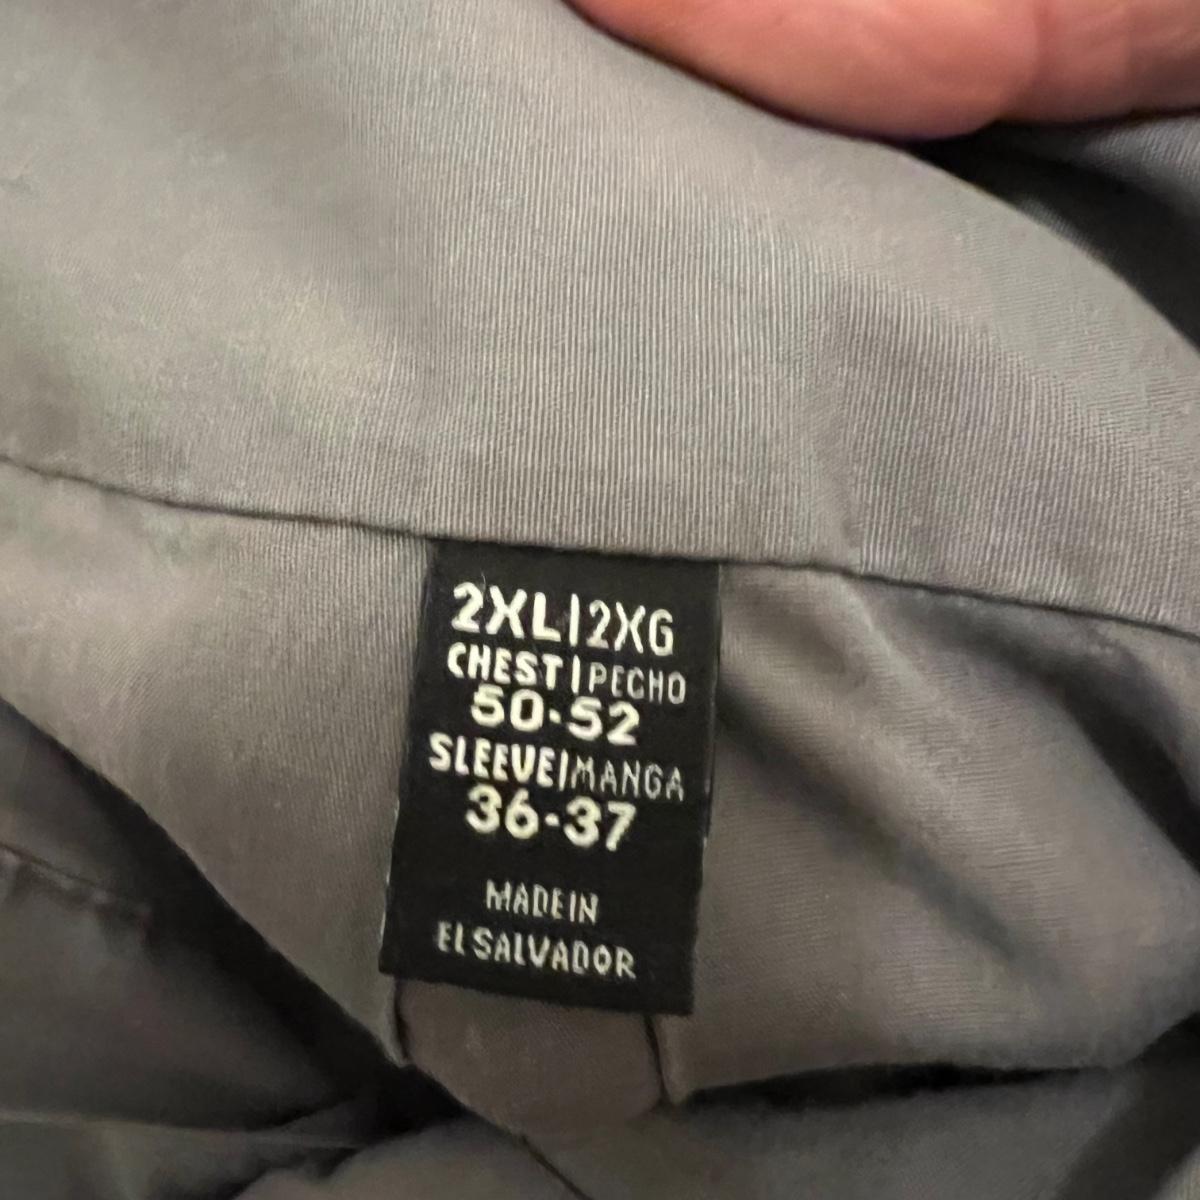 2XL|2XG
CHEST|PECHO
50-52
SLEEVE|MANGA
36-37
MADE IN
EL SALVADOR